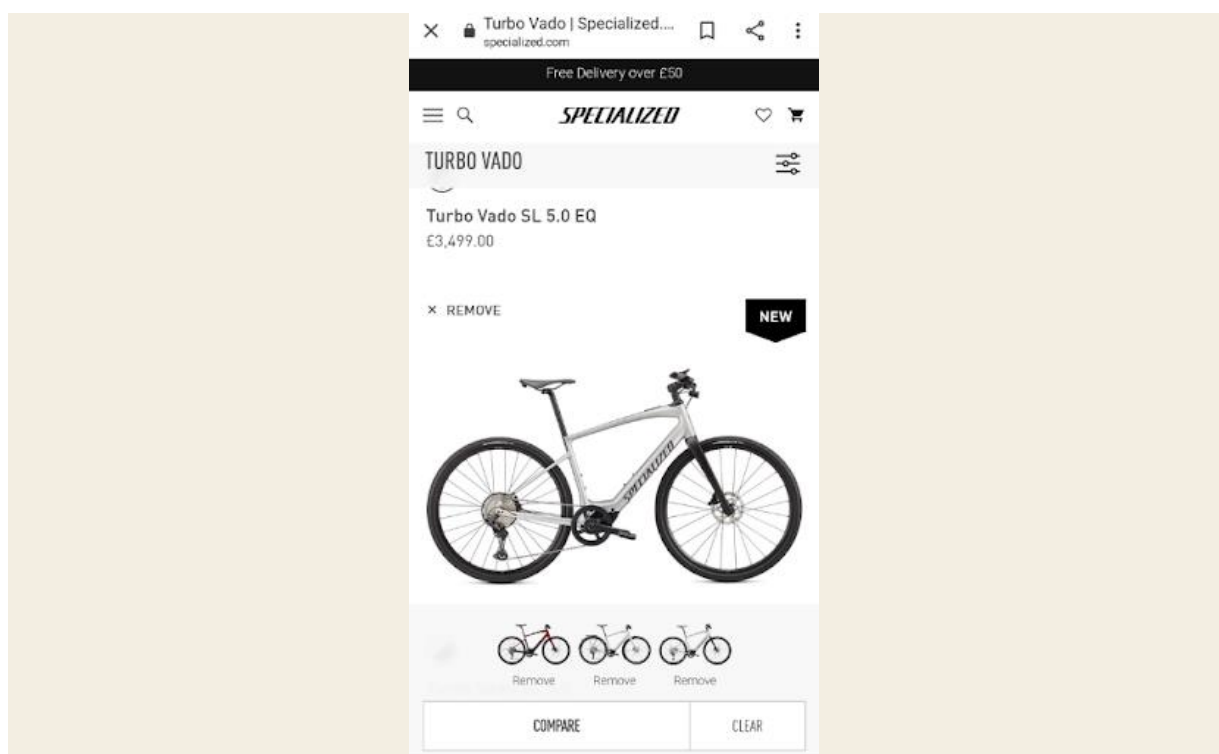 Turbo Vado | Specialized....
specialized.com
Free Delivery over £50
SPECIALIZED
TURBO VADO
Turbo Vado SL 5.0 EQ
£3,499.00
× REMOVE
NEW
SPECIALIZED
Remove Remove Remove
COMPARE CLEAR